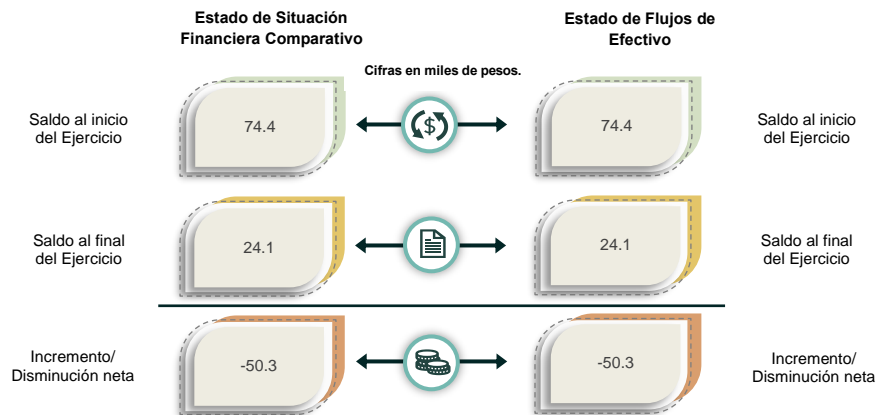 Estado de Situación
Financiera Comparativo
Estado de Flujos de
Efectivo
Cifras en miles de pesos.
Saldo al inicio
del Ejercicio
74.4
$
74.4
Saldo al inicio
del Ejercicio
Saldo al final
del Ejercicio
24.1
24.1
Saldo al final
del Ejercicio
Incremento/
Disminución neta
-50.3
-50.3
Incremento/
Disminución neta